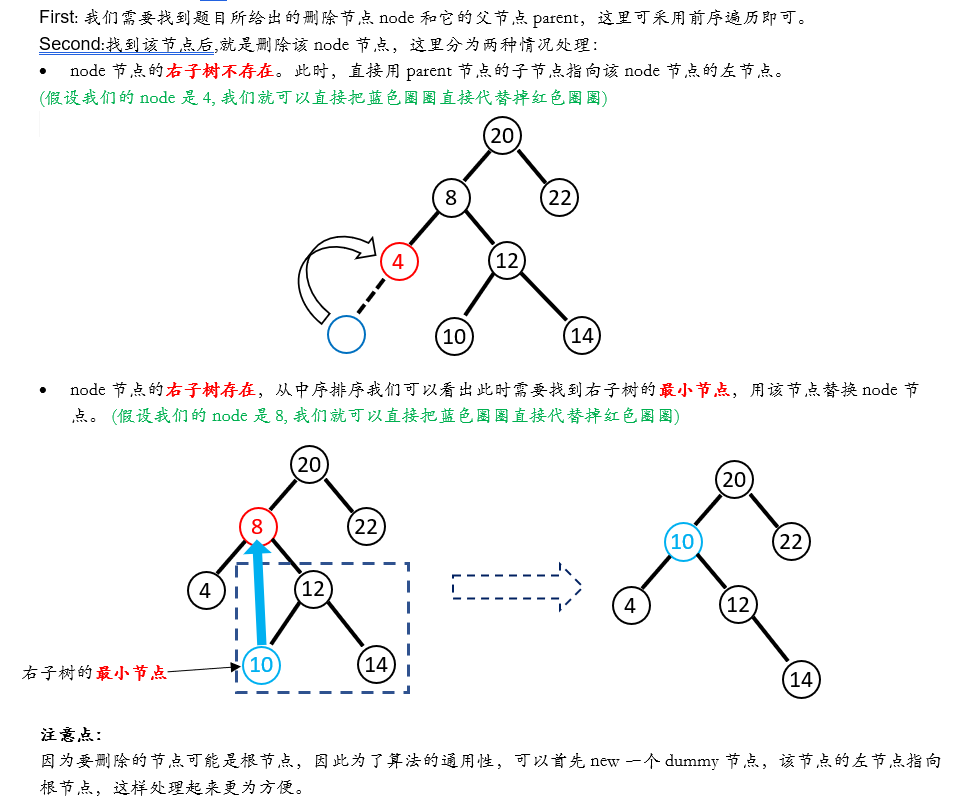 First: 我们需要找到题目所给出的删除节点 node 和它的父节点 parent，这里可采用前序遍历即可。
Second:找到该节点后,就是删除该 node 节点，这里分为两种情况处理：
• node 节点的右子树不存在。此时，直接用 parent 节点的子节点指向该 node 节点的左节点。
(假设我们的 node 是 4, 我们就可以直接把蓝色圈圈直接代替掉红色圈圈)
20
8
22
4
12
10
14
• node 节点的右子树存在，从中序排序我们可以看出此时需要找到右子树的最小节点，用该节点替换 node 节
点。 (假设我们的 node 是 8, 我们就可以直接把蓝色圈圈直接代替掉红色圈圈)
20
8
22
4
12
10
14
右子树的最小节点
20
10
22
4
12
14
注意点：
因为要删除的节点可能是根节点，因此为了算法的通用性，可以首先 new 一个 dummy 节点，该节点的左节点指向
根节点，这样处理起来更为方便。